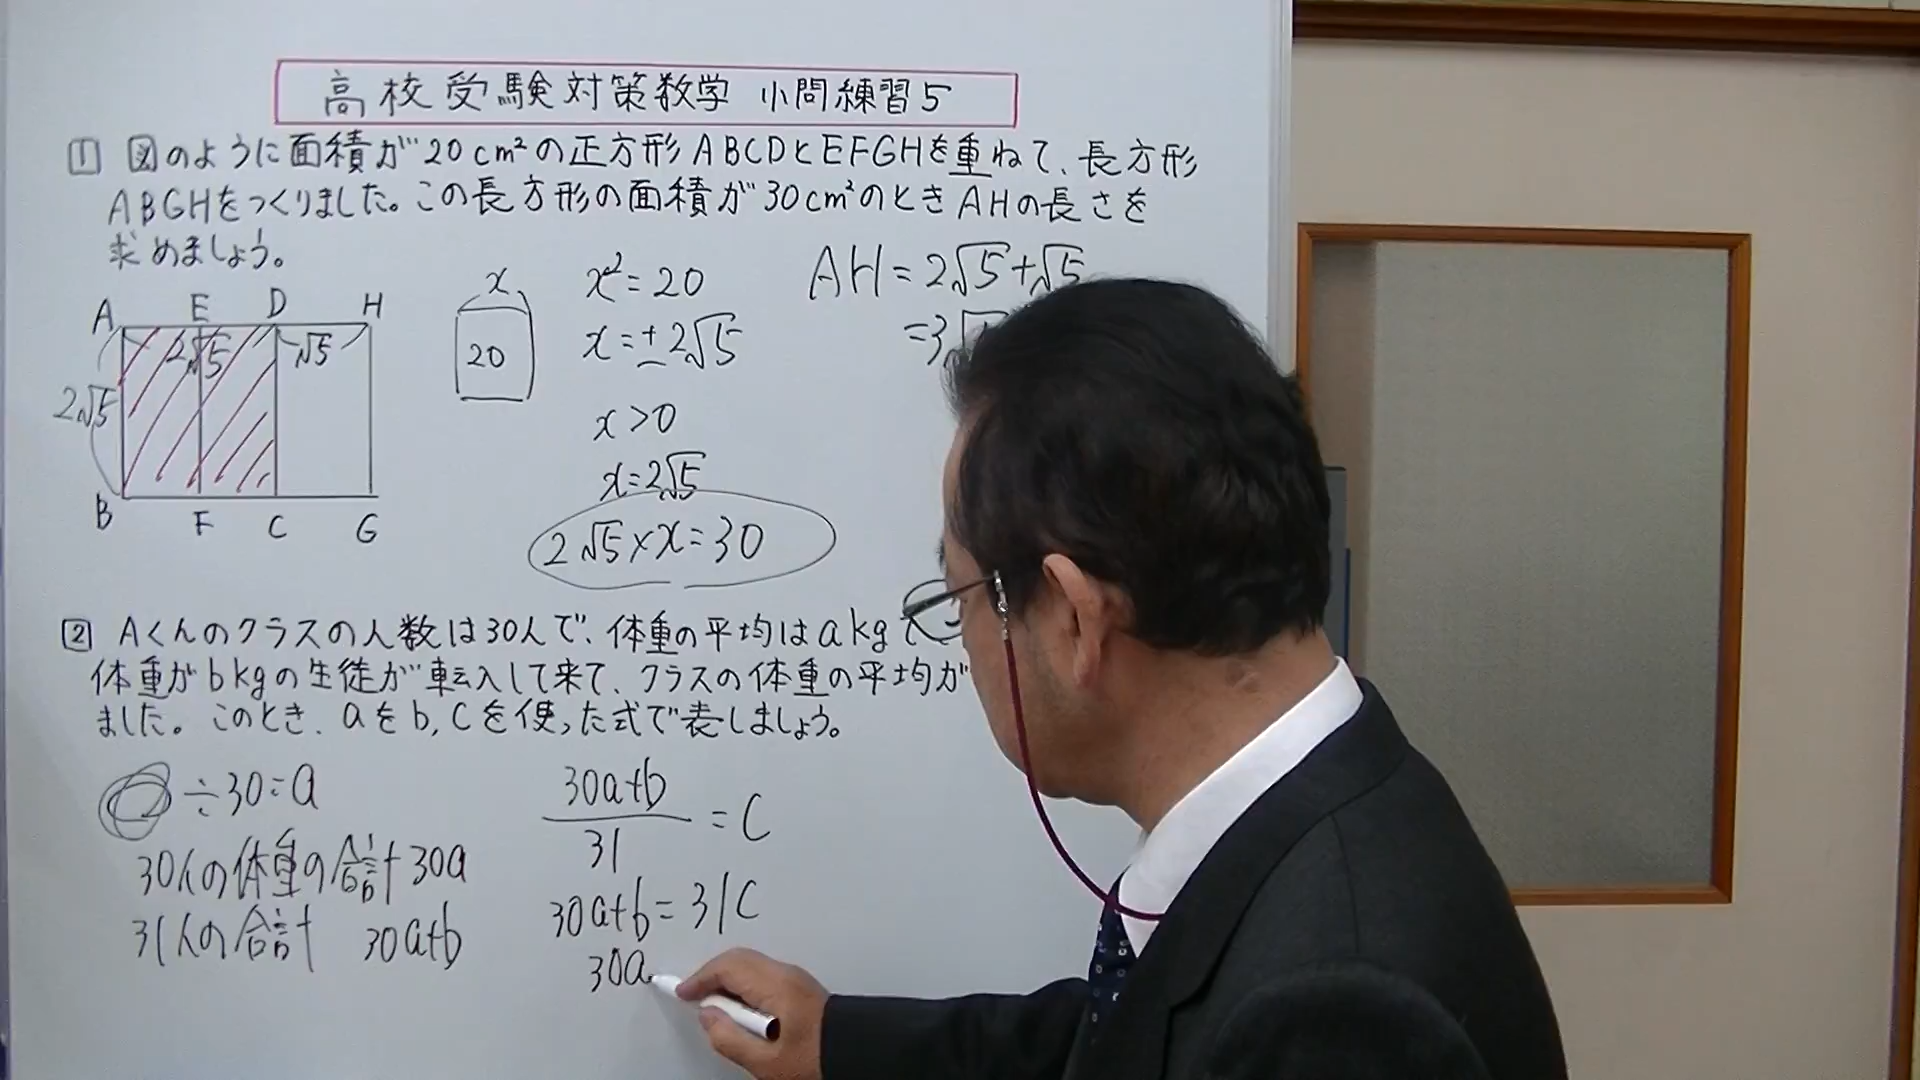 高校受験対策数学 小問練習5
1 図のように面積が20cm²の正方形ABCDとEFGHを重ねて、長方形
ABGHをつくりました。この長方形の面積が30cm²のときAHの長さを
求めましょう。
A E D H
2√5 √5
2√5
B F C G
x
20
x²=20
x=±2√5
x>0
x=2√5
2√5×x=30
AH=2√5+√5
=3√
2 Aくんのクラスの人数は30人で、体重の平均はakg
体重がbkgの生徒が転入して来て、クラスの体重の平均が
ました。このとき、aをb,cを使った式で表しましょう。
÷30=a
30人の体重の合計30a
31人の合計 30a+b
30a+b
31
=C
30a+b=31C
30a